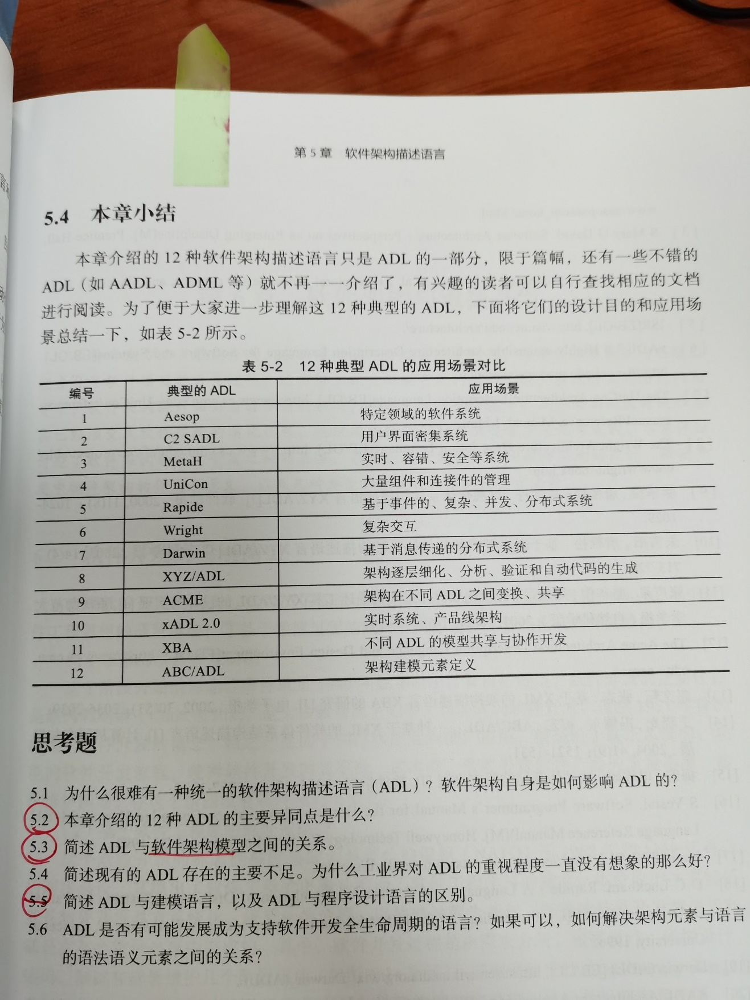 第 5 章 软件架构描述语言
5.4 本章小结
本章介绍的 12 种软件架构描述语言只是 ADL 的一部分，限于篇幅，还有一些不错的
ADL（如 AADL、ADML 等）就不再一一介绍了，有兴趣的读者可以自行查找相应的文档
进行阅读。为了便于大家进一步理解这 12 种典型的 ADL，下面将它们的设计目的和应用场
景总结一下，如表 5-2 所示。
表 5-2 12 种典型 ADL 的应用场景对比
编号 典型的 ADL 应用场景
1 Aesop 特定领域的软件系统
2 C2 SADL 用户界面密集系统
3 MetaH 实时、容错、安全等系统
4 UniCon 大量组件和连接件的管理
5 Rapide 基于事件的、复杂、并发、分布式系统
6 Wright 复杂交互
7 Darwin 基于消息传递的分布式系统
8 XYZ/ADL 架构逐层细化、分析、验证和自动代码的生成
9 ACME 架构在不同 ADL 之间变换、共享
10 xADL 2.0 实时系统、产品线架构
11 XBA 不同 ADL 的模型共享与协作开发
12 ABC/ADL 架构建模元素定义
思考题
5.1 为什么很难有一种统一的软件架构描述语言（ADL）？软件架构自身是如何影响 ADL 的？
5.2 本章介绍的 12 种 ADL 的主要异同点是什么？
5.3 简述 ADL 与软件架构模型之间的关系。
5.4 简述现有的 ADL 存在的主要不足。为什么工业界对 ADL 的重视程度一直没有想象的那么好？
5.5 简述 ADL 与建模语言，以及 ADL 与程序设计语言的区别。
5.6 ADL 是否有可能发展成为支持软件开发全生命周期的语言？如果可以，如何解决架构元素与语言
的语法语义元素之间的关系？